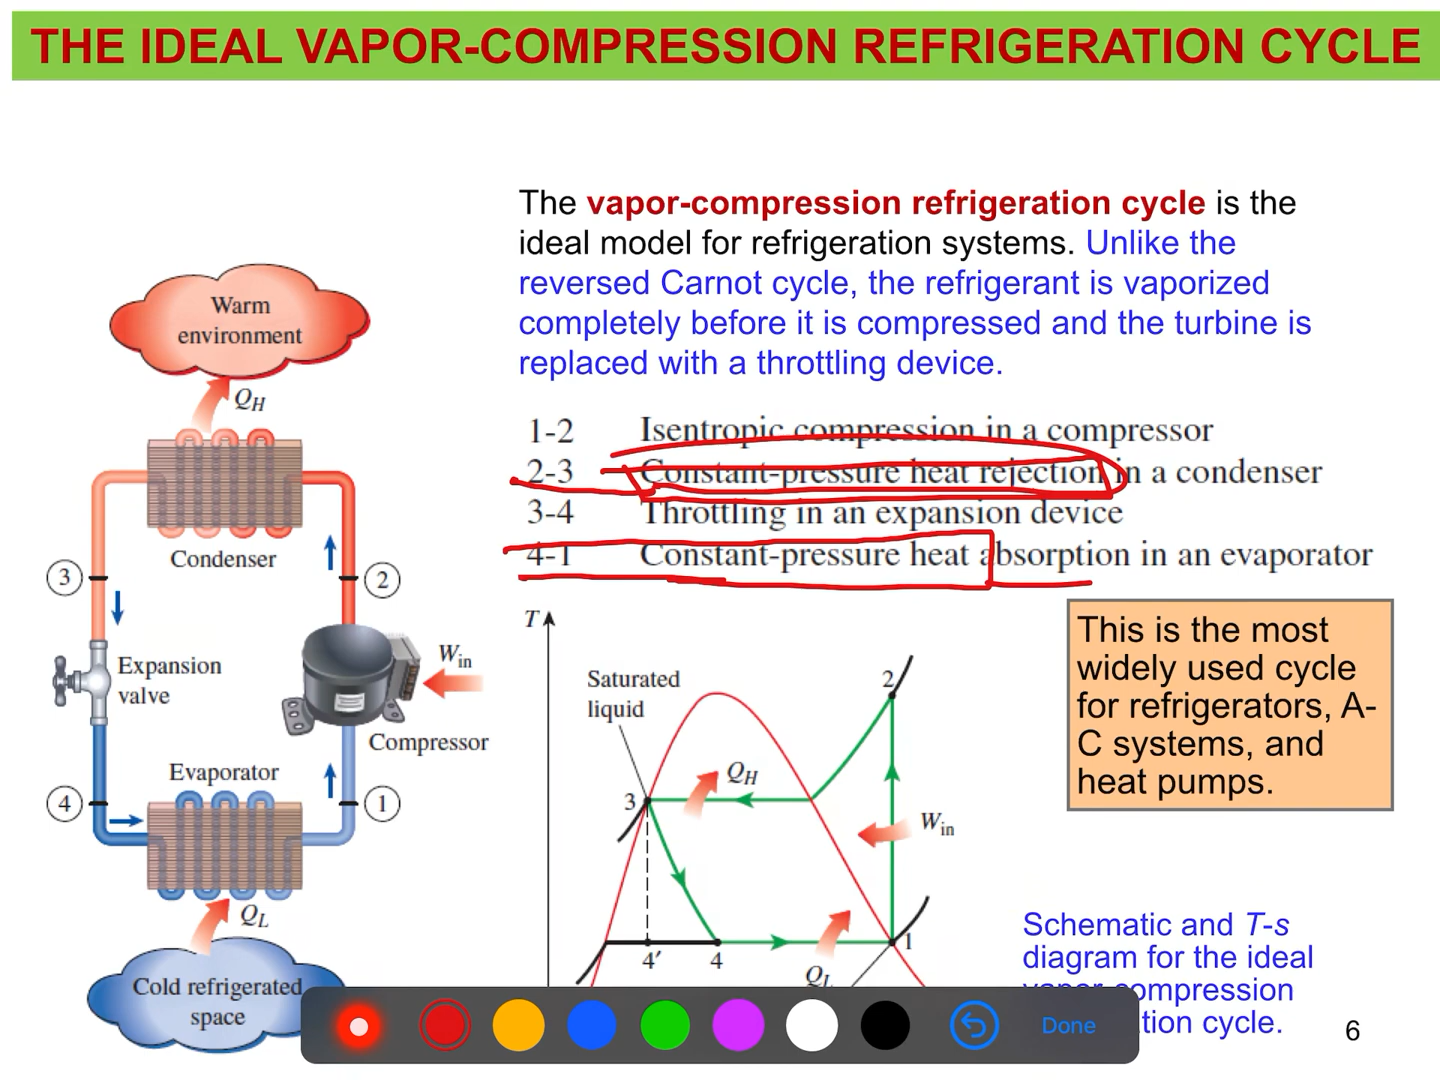 THE IDEAL VAPOR-COMPRESSION REFRIGERATION CYCLE
The vapor-compression refrigeration cycle is the
ideal model for refrigeration systems. Unlike the
reversed Carnot cycle, the refrigerant is vaporized
completely before it is compressed and the turbine is
replaced with a throttling device.
1-2 Isentropic compression in a compressor
2-3 Constant-pressure heat rejection in a condenser
3-4 Throttling in an expansion device
4-1 Constant-pressure heat absorption in an evaporator
Warm
environment
QH
Condenser
3
2
Expansion
valve
Win
Compressor
Evaporator
4
1
QL
Cold refrigerated
space
T
Saturated
liquid
2
QH
3
Win
4′
4
1
QL
This is the most
widely used cycle
for refrigerators, A-
C systems, and
heat pumps.
Schematic and T-s
diagram for the ideal
vapor-compression
tion cycle.
6
Done